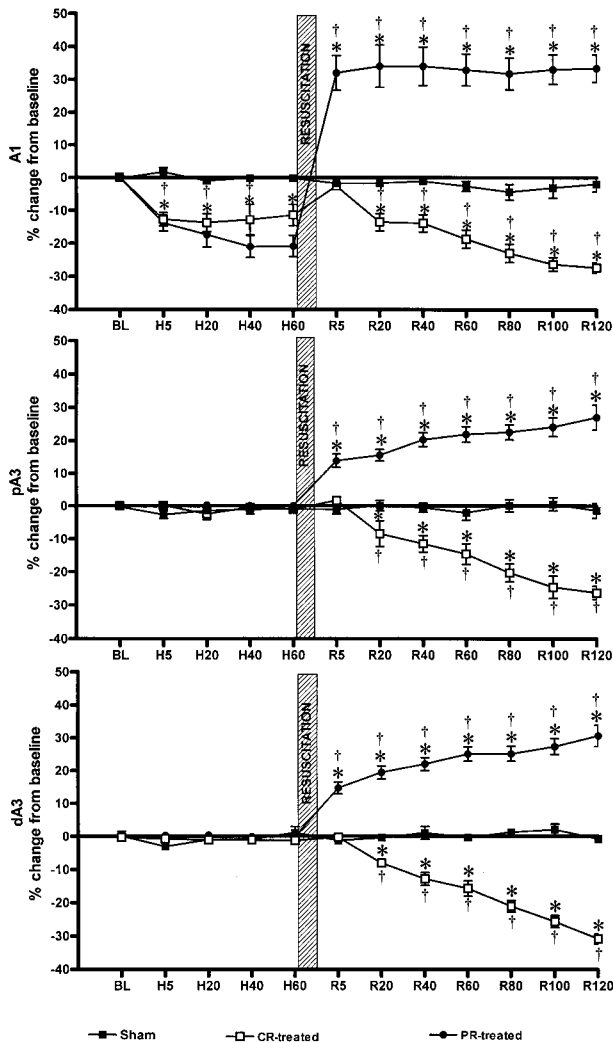 A1
% change from baseline
50
40
30
20
10
0
-10
-20
-30
-40
RESUSCITATION
† † † † † † †
* * * * * * *
† † † †
* * * *
* * * * * *
† † † † † †
BL H5 H20 H40 H60 R5 R20 R40 R60 R80 R100 R120
pA3
% change from baseline
50
40
30
20
10
0
-10
-20
-30
-40
RESUSCITATION
† † † † † † †
* * * * * * *
* * * * * *
† † † † † †
BL H5 H20 H40 H60 R5 R20 R40 R60 R80 R100 R120
dA3
% change from baseline
50
40
30
20
10
0
-10
-20
-30
-40
RESUSCITATION
† † † † † † †
* * * * * * *
* * * * * *
† † † † † †
BL H5 H20 H40 H60 R5 R20 R40 R60 R80 R100 R120
Sham CR-treated PR-treated